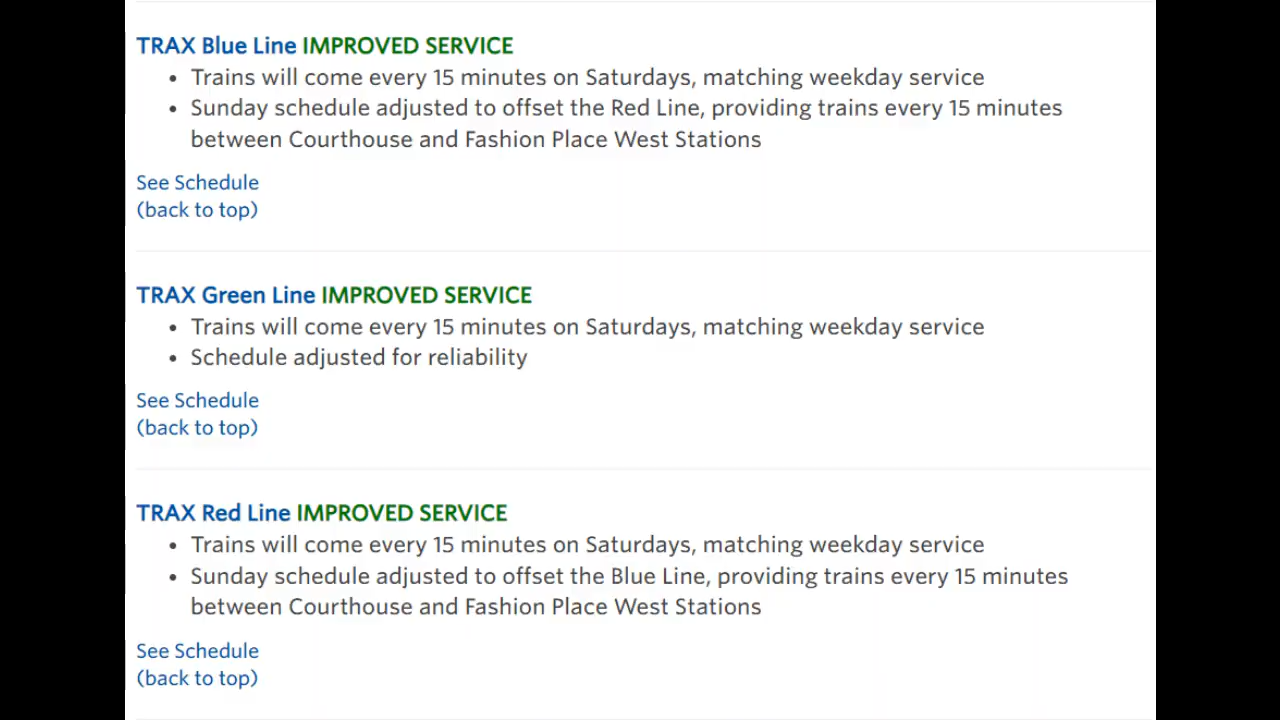 TRAX Blue Line IMPROVED SERVICE
• Trains will come every 15 minutes on Saturdays, matching weekday service
• Sunday schedule adjusted to offset the Red Line, providing trains every 15 minutes
between Courthouse and Fashion Place West Stations
See Schedule
(back to top)
TRAX Green Line IMPROVED SERVICE
• Trains will come every 15 minutes on Saturdays, matching weekday service
• Schedule adjusted for reliability
See Schedule
(back to top)
TRAX Red Line IMPROVED SERVICE
• Trains will come every 15 minutes on Saturdays, matching weekday service
• Sunday schedule adjusted to offset the Blue Line, providing trains every 15 minutes
between Courthouse and Fashion Place West Stations
See Schedule
(back to top)